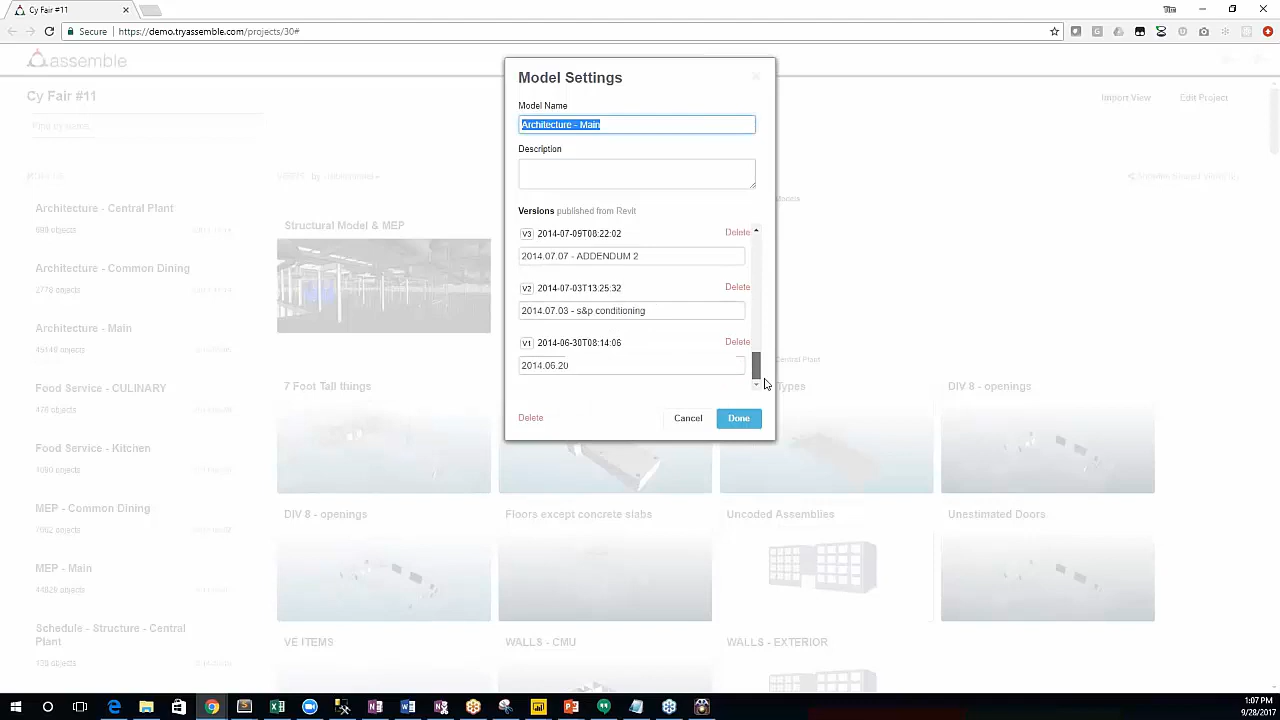 Cy Fair #11
Secure
https://demo.tryassemble.com/projects/30#
assemble
Cy Fair #11
Import View
Edit Project
Model Settings
Model Name
Architecture - Main
Description
Versions published from Revit
V3 2014-07-09T08:22:02 Delete
2014.07.07 - ADDENDUM 2
V2 2014-07-03T13:25:32 Delete
2014.07.03 - s&p conditioning
V1 2014-06-30T08:14:06 Delete
2014.06.20
Delete
Cancel
Done
Architecture - Central Plant
Architecture - Common Dining
2778 objects
Architecture - Main
Food Service - CULINARY
Food Service - Kitchen
MEP - Common Dining
MEP - Main
Schedule - Structure - Central
Plant
Structural Model & MEP
7 Foot Tall things
Types
DIV 8 - openings
DIV 8 - openings
Floors except concrete slabs
Uncoded Assemblies
Unestimated Doors
VE ITEMS
WALLS - CMU
WALLS - EXTERIOR
1:07 PM
9/28/2017